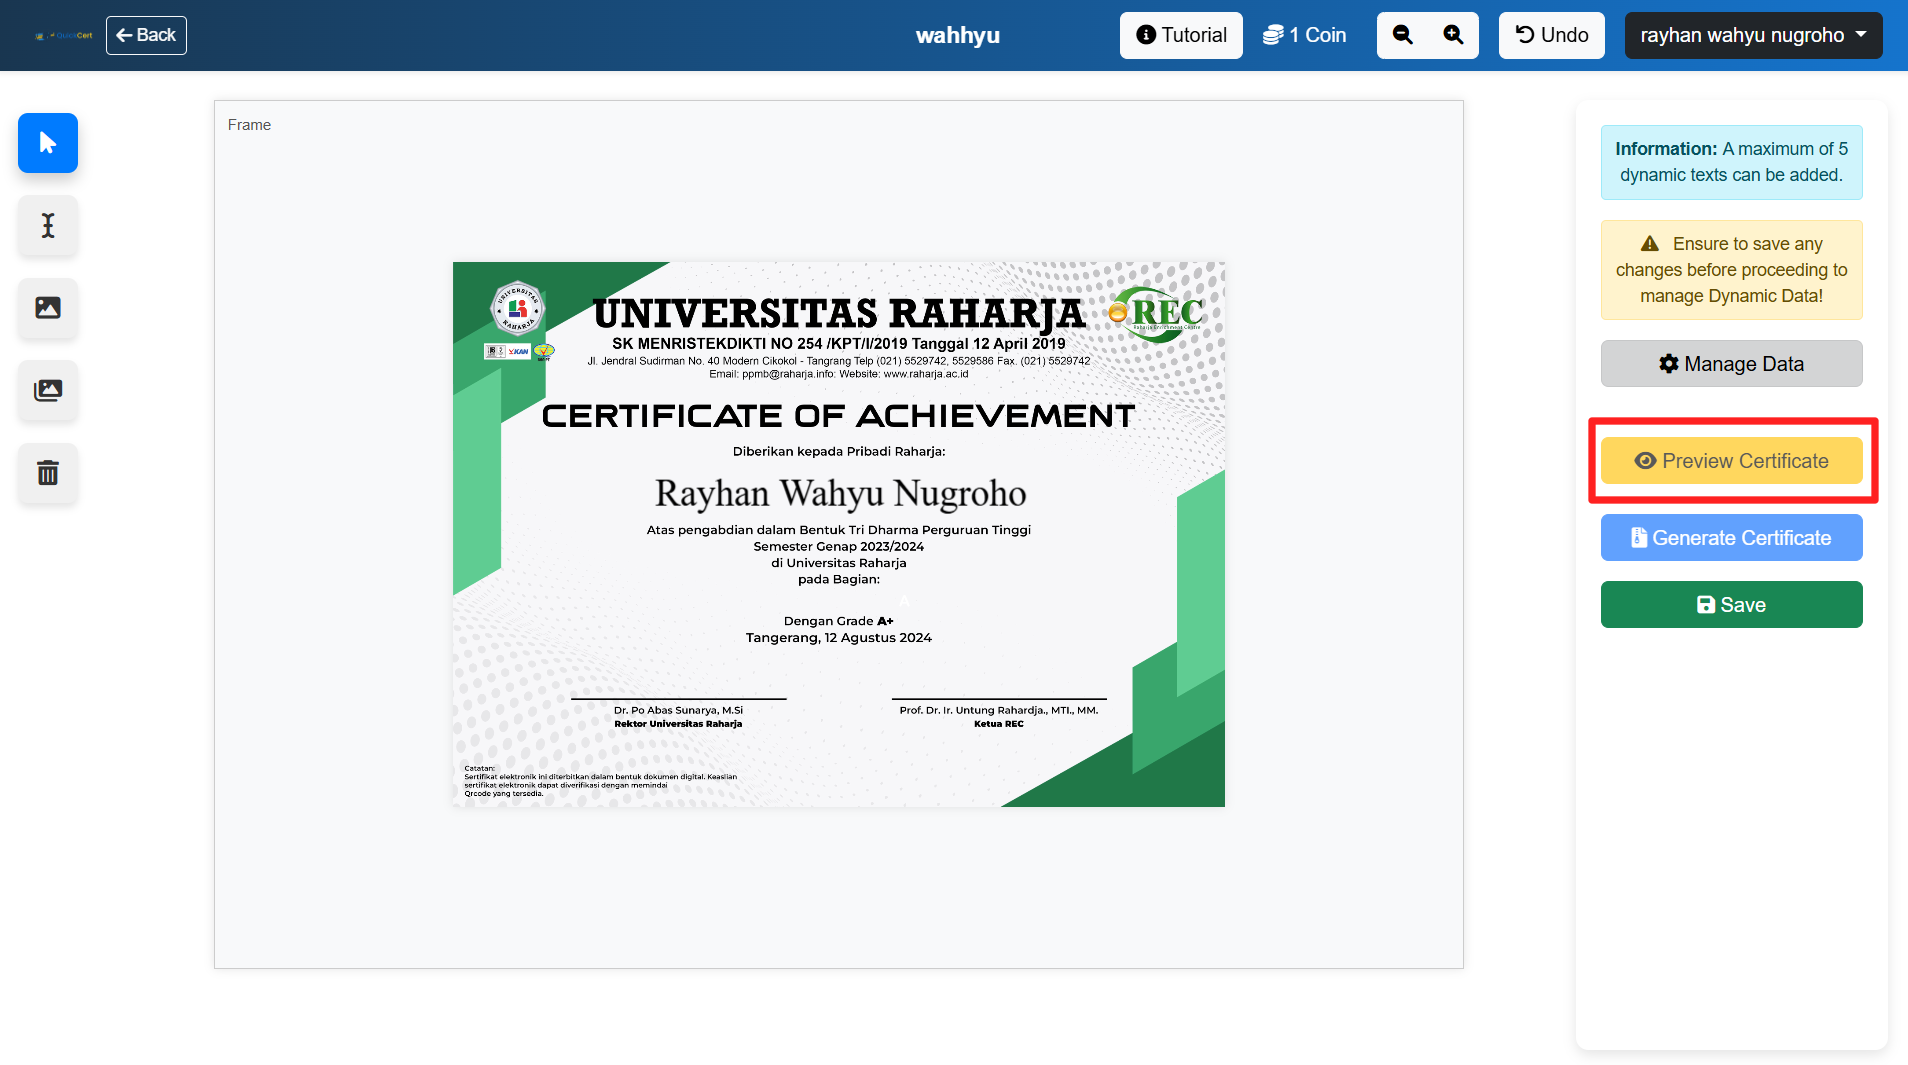 QuickCert
Back
wahhyu
Tutorial
1 Coin
Undo
rayhan wahyu nugroho
Frame
Information: A maximum of 5
dynamic texts can be added.
Ensure to save any
changes before proceeding to
manage Dynamic Data!
Manage Data
Preview Certificate
Generate Certificate
Save
UNIVERSITAS RAHARJA
UNIVERSITAS RAHARJA
SK MENRISTEKDIKTI NO 254 /KPT/I/2019 Tanggal 12 April 2019
Jl. Jendral Sudirman No. 40 Modern Cikokol - Tangrang Telp (021) 5529742, 5529586 Fax. (021) 5529742
Email: ppmb@raharja.info: Website: www.raharja.ac.id
REC
Raharja Enrichment Centre
KAN
CERTIFICATE OF ACHIEVEMENT
Diberikan kepada Pribadi Raharja:
Rayhan Wahyu Nugroho
Atas pengabdian dalam Bentuk Tri Dharma Perguruan Tinggi
Semester Genap 2023/2024
di Universitas Raharja
pada Bagian:
A
Dengan Grade A+
Tangerang, 12 Agustus 2024
Dr. Po Abas Sunarya, M.Si
Rektor Universitas Raharja
Prof. Dr. Ir. Untung Rahardja., MTI., MM.
Ketua REC
Catatan:
Sertifikat elektronik ini diterbitkan dalam bentuk dokumen digital. Keaslian
sertifikat elektronik dapat diverifikasi dengan memindai
Qrcode yang tersedia.